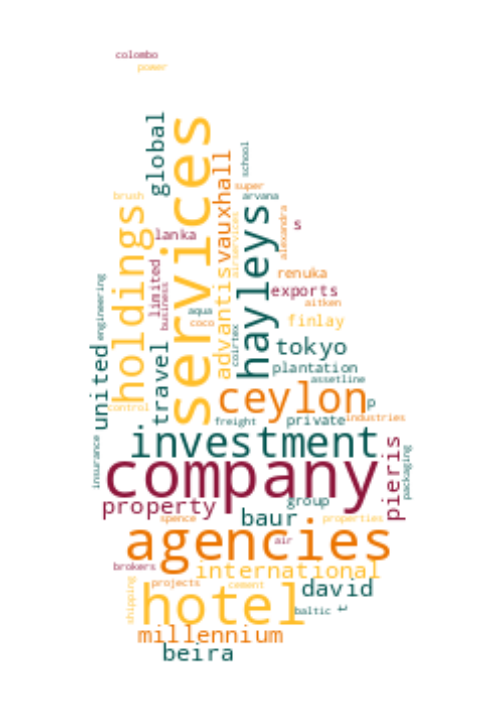 colombo
power
global
services
school
vauxhall
super
brush
arvana
holdings
hayleys
airservices
alexandra
s
lanka
limited
business
advantis
renuka
engineering
exports
aitken
aqua
coco
finlay
united
travel
coirtex
tokyo
plantation
assetline
ceylon
p
control
freight
private
industries
investment
insurance
company
pieris
packaging
property
group
baur
spence
properties
agencies
air
brokers
international
projects
cement
david
shipping
hotel
baltic
millennium
beira